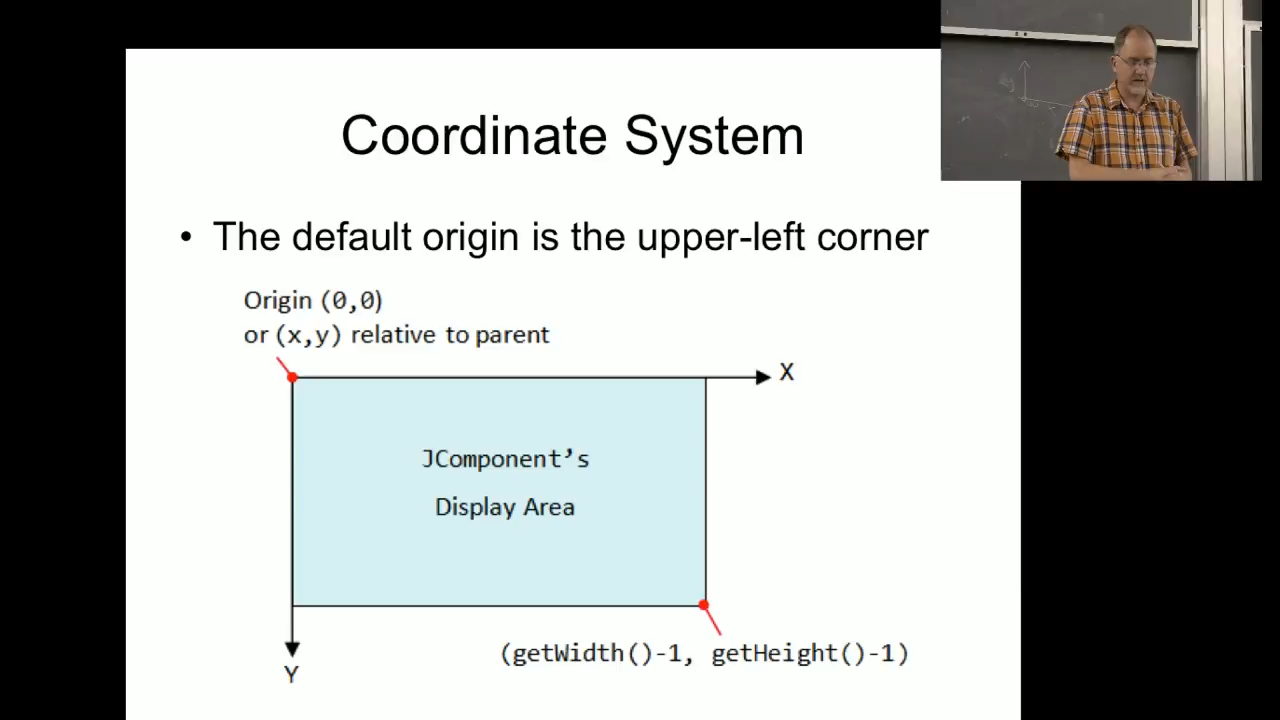 Coordinate System
• The default origin is the upper-left corner
Origin (0,0)
or (x,y) relative to parent
X
JComponent’s
Display Area
Y
(getWidth()-1, getHeight()-1)